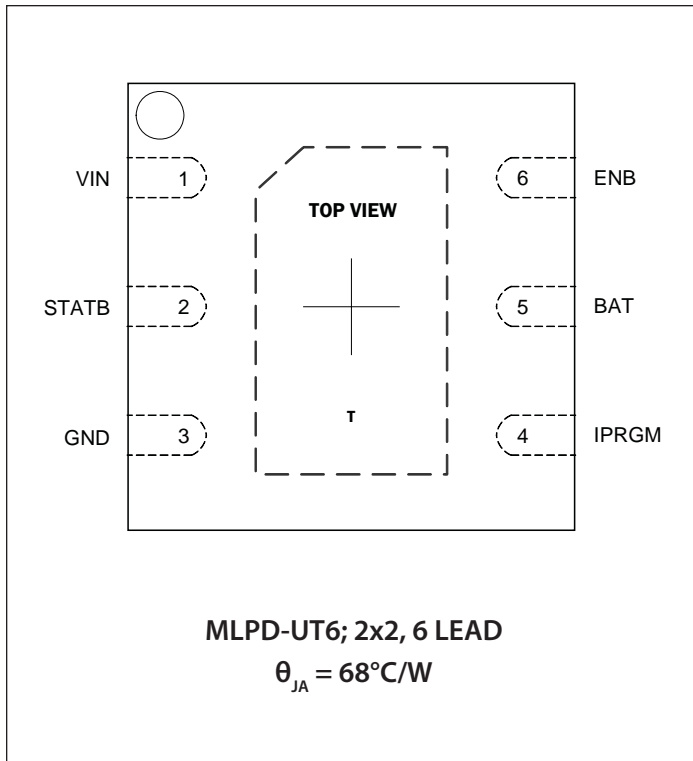 TOP VIEW
VIN 1 6 ENB
STATB 2 5 BAT
T
GND 3 4 IPRGM
MLPD-UT6; 2x2, 6 LEAD
θJA = 68°C/W